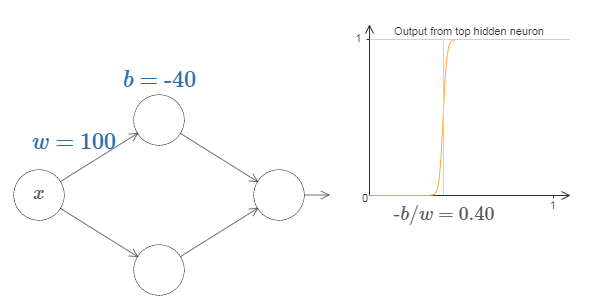 b = -40
w = 100
x
Output from top hidden neuron
1
0
1
-b/w = 0.40